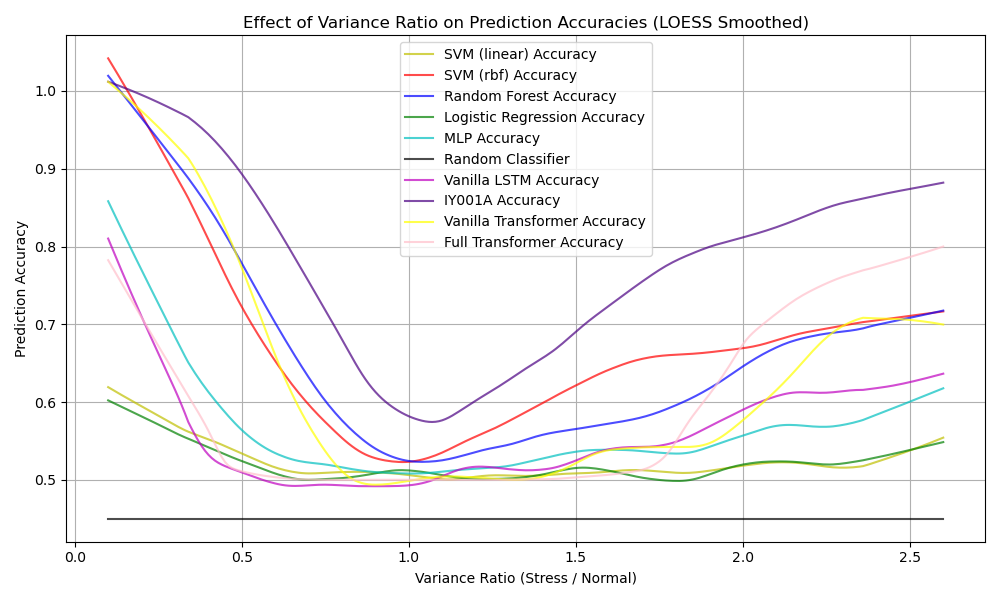 Effect of Variance Ratio on Prediction Accuracies (LOESS Smoothed)
SVM (linear) Accuracy
SVM (rbf) Accuracy
Random Forest Accuracy
Logistic Regression Accuracy
MLP Accuracy
Random Classifier
Vanilla LSTM Accuracy
IY001A Accuracy
Vanilla Transformer Accuracy
Full Transformer Accuracy
Prediction Accuracy
1.0
0.9
0.8
0.7
0.6
0.5
0.0 0.5 1.0 1.5 2.0 2.5
Variance Ratio (Stress / Normal)